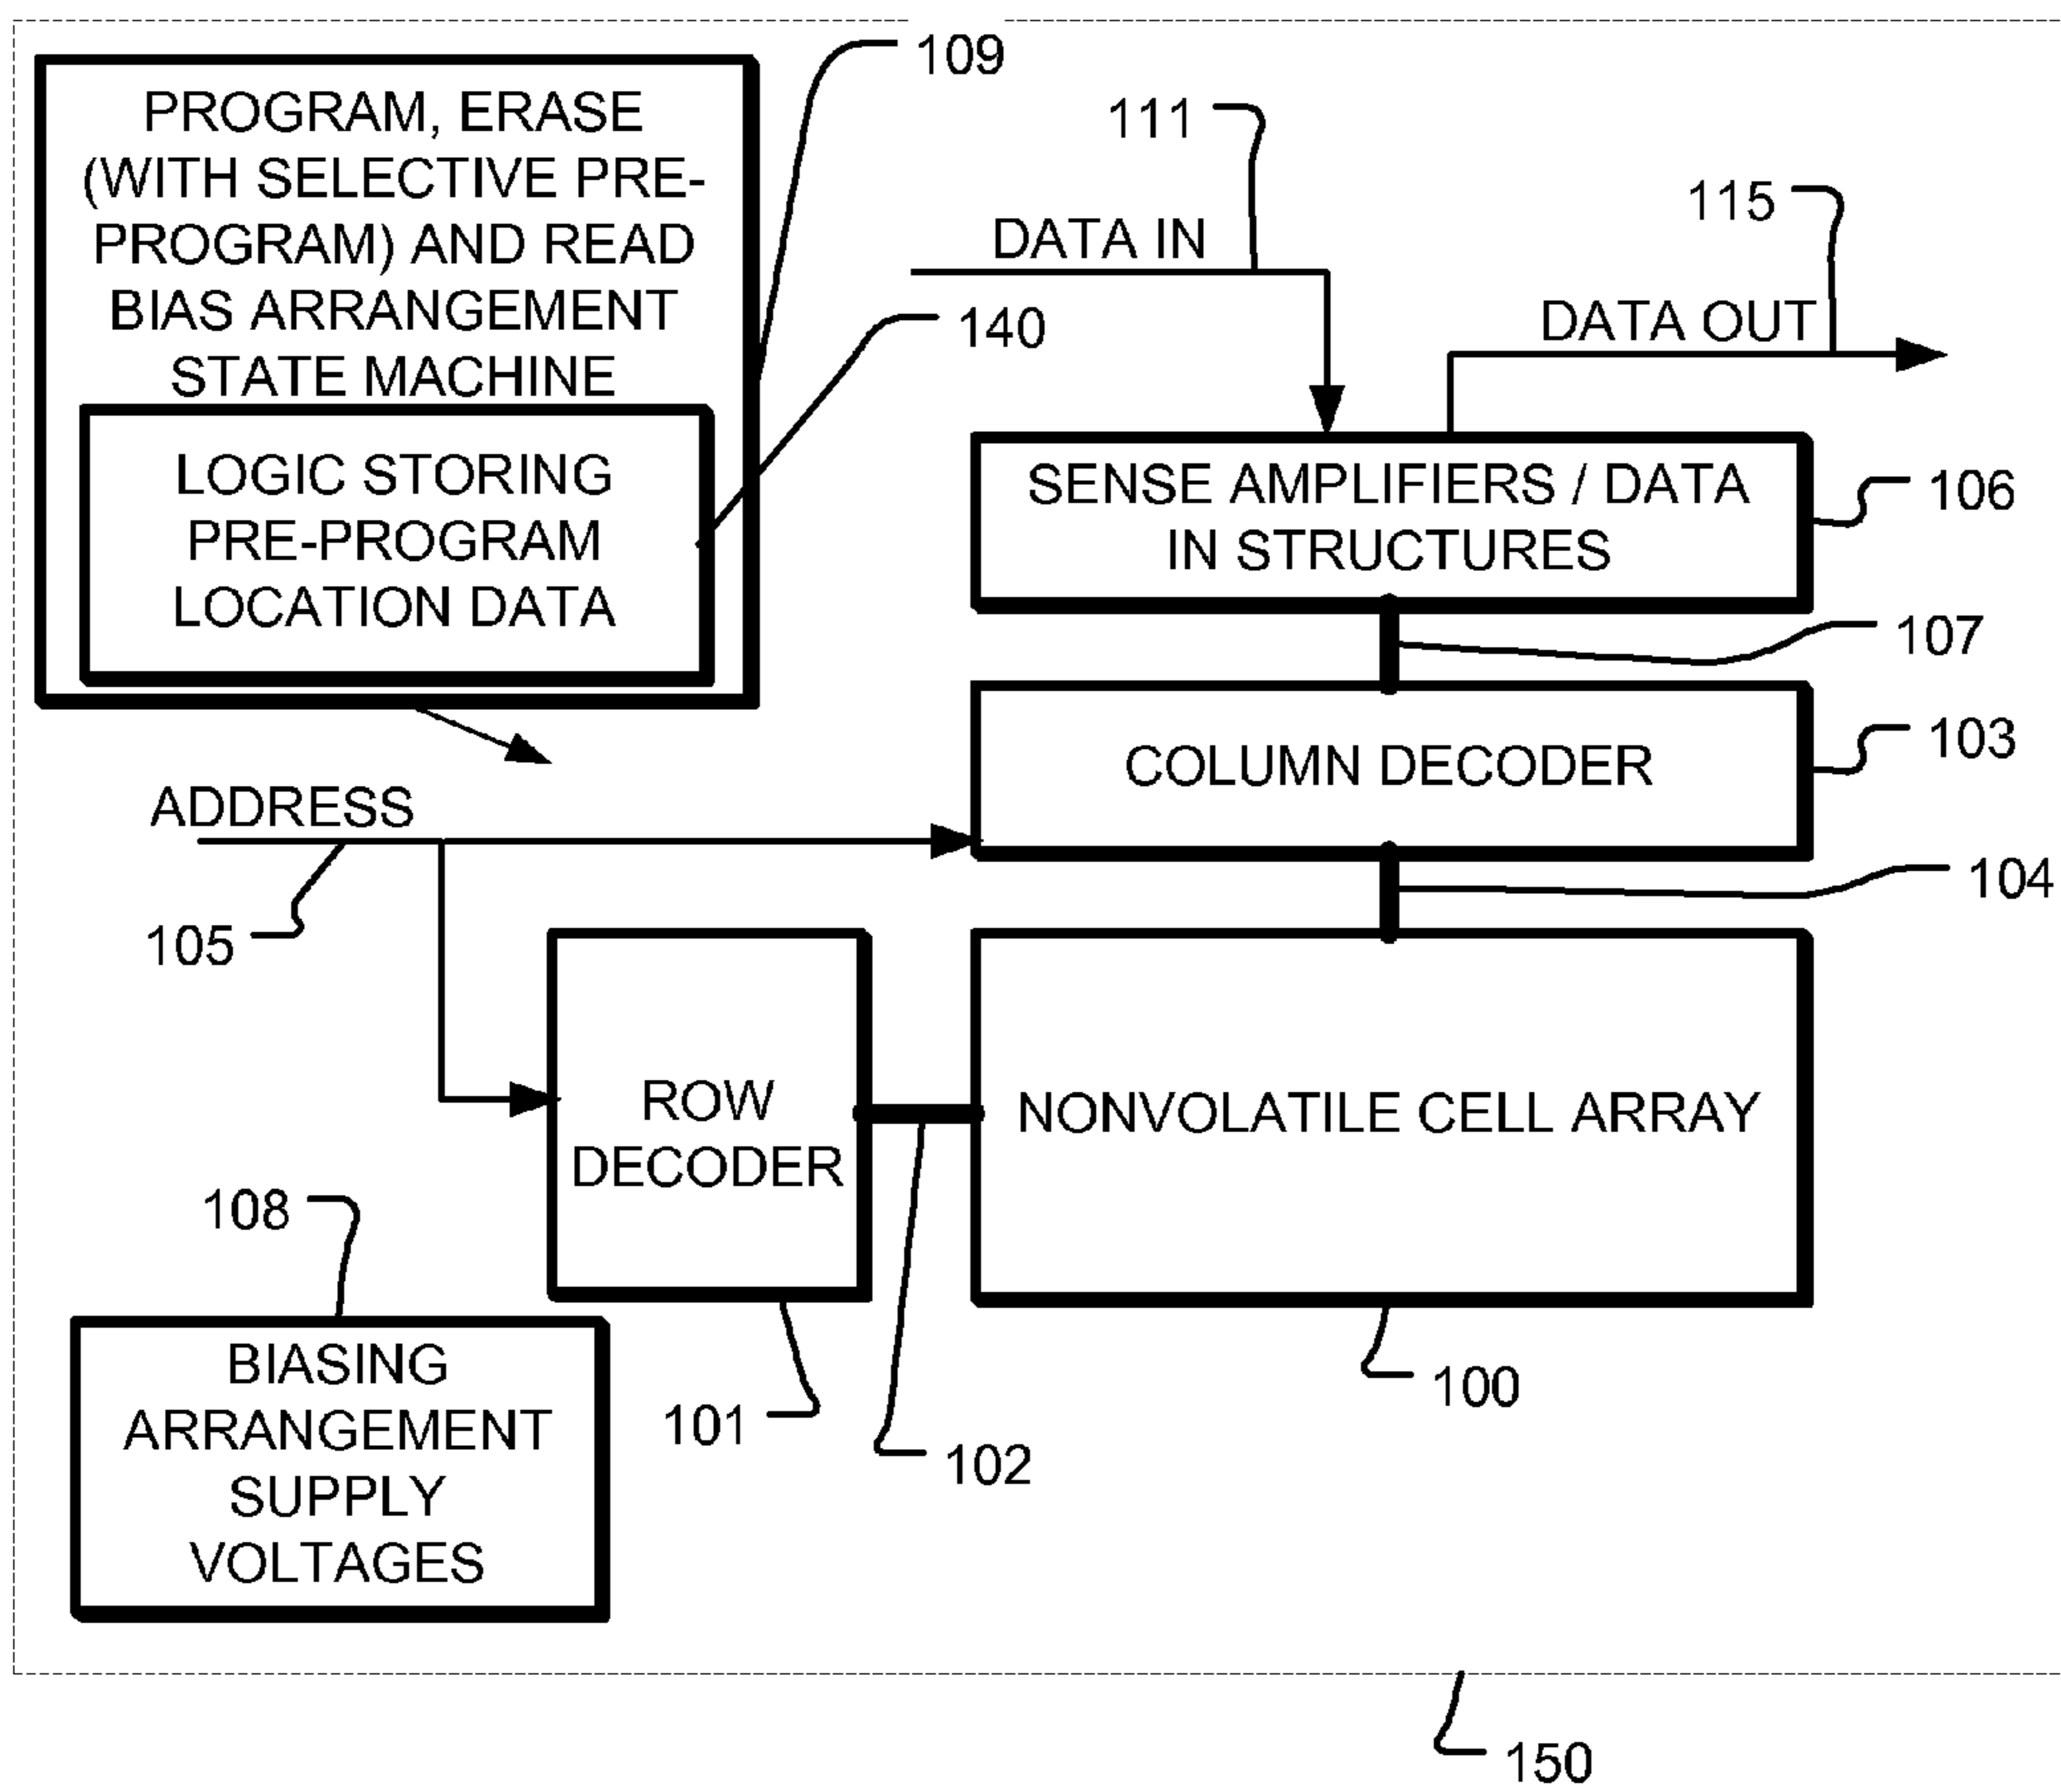 109
PROGRAM, ERASE
(WITH SELECTIVE PRE-
PROGRAM) AND READ
BIAS ARRANGEMENT
STATE MACHINE
140
LOGIC STORING
PRE-PROGRAM
LOCATION DATA
111
DATA IN
115
DATA OUT
SENSE AMPLIFIERS / DATA
IN STRUCTURES
106
107
COLUMN DECODER
103
ADDRESS
105
104
ROW
DECODER
NONVOLATILE CELL ARRAY
108
BIASING
ARRANGEMENT
SUPPLY
VOLTAGES
101
102
100
150